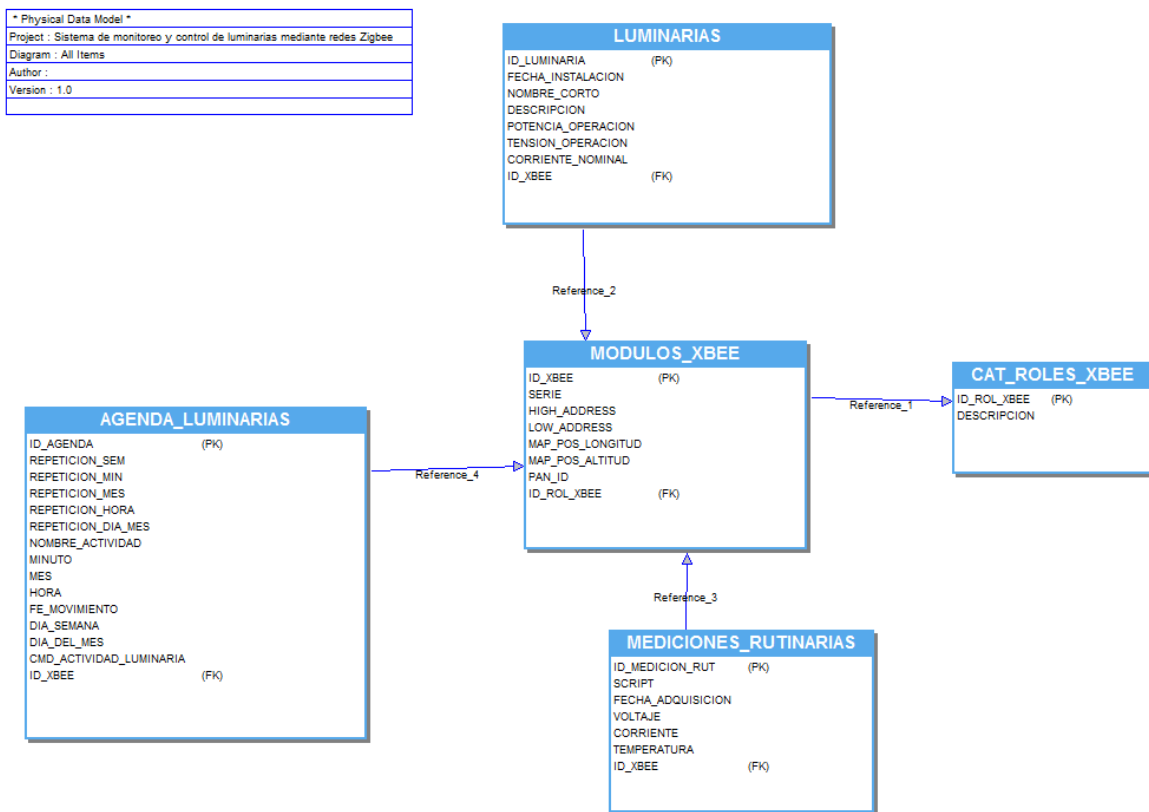 * Physical Data Model *
Project : Sistema de monitoreo y control de luminarias mediante redes Zigbee
Diagram : All Items
Author :
Version : 1.0
LUMINARIAS
ID_LUMINARIA (PK)
FECHA_INSTALACION
NOMBRE_CORTO
DESCRIPCION
POTENCIA_OPERACION
TENSION_OPERACION
CORRIENTE_NOMINAL
ID_XBEE (FK)
Reference_2
MODULOS_XBEE
ID_XBEE (PK)
SERIE
HIGH_ADDRESS
LOW_ADDRESS
MAP_POS_LONGITUD
MAP_POS_ALTITUD
PAN_ID
ID_ROL_XBEE (FK)
Reference_1
CAT_ROLES_XBEE
ID_ROL_XBEE (PK)
DESCRIPCION
AGENDA_LUMINARIAS
ID_AGENDA (PK)
REPETICION_SEM
REPETICION_MIN
REPETICION_MES
REPETICION_HORA
REPETICION_DIA_MES
NOMBRE_ACTIVIDAD
MINUTO
MES
HORA
FE_MOVIMIENTO
DIA_SEMANA
DIA_DEL_MES
CMD_ACTIVIDAD_LUMINARIA
ID_XBEE (FK)
Reference_4
Reference_3
MEDICIONES_RUTINARIAS
ID_MEDICION_RUT (PK)
SCRIPT
FECHA_ADQUISICION
VOLTAJE
CORRIENTE
TEMPERATURA
ID_XBEE (FK)